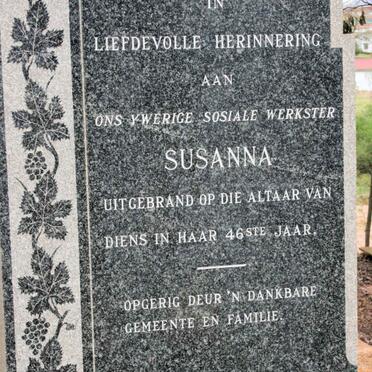 IN
LIEFDEVOLLE HERINNERING
AAN
ONS YWERIGE SOSIALE WERKSTER
SUSANNA
UITGEBRAND OP DIE ALTAAR VAN
DIENS IN HAAR 46STE JAAR.
OPGERIG DEUR 'N DANKBARE
GEMEENTE EN FAMILIE.